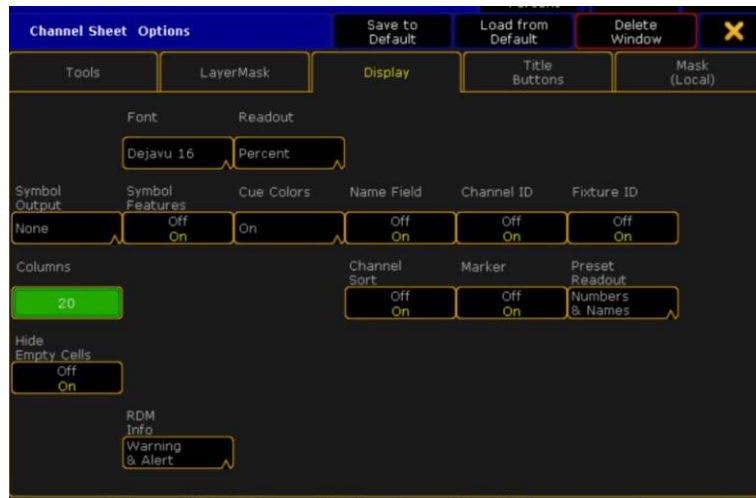 Channel Sheet Options
Save to
Default
Load from
Default
Delete
Window
Tools
LayerMask
Display
Title
Buttons
Mask
(Local)
Font
Readout
Dejavu 16
Percent
Symbol
Output
Symbol
Features
Cue Colors
Name Field
Channel ID
Fixture ID
None
Off
On
On
Off
On
Off
On
Off
On
Columns
Channel
Sort
Marker
Preset
Readout
20
Off
On
Off
On
Numbers
& Names
Hide
Empty Cells
Off
On
RDM
Info
Warning
& Alert